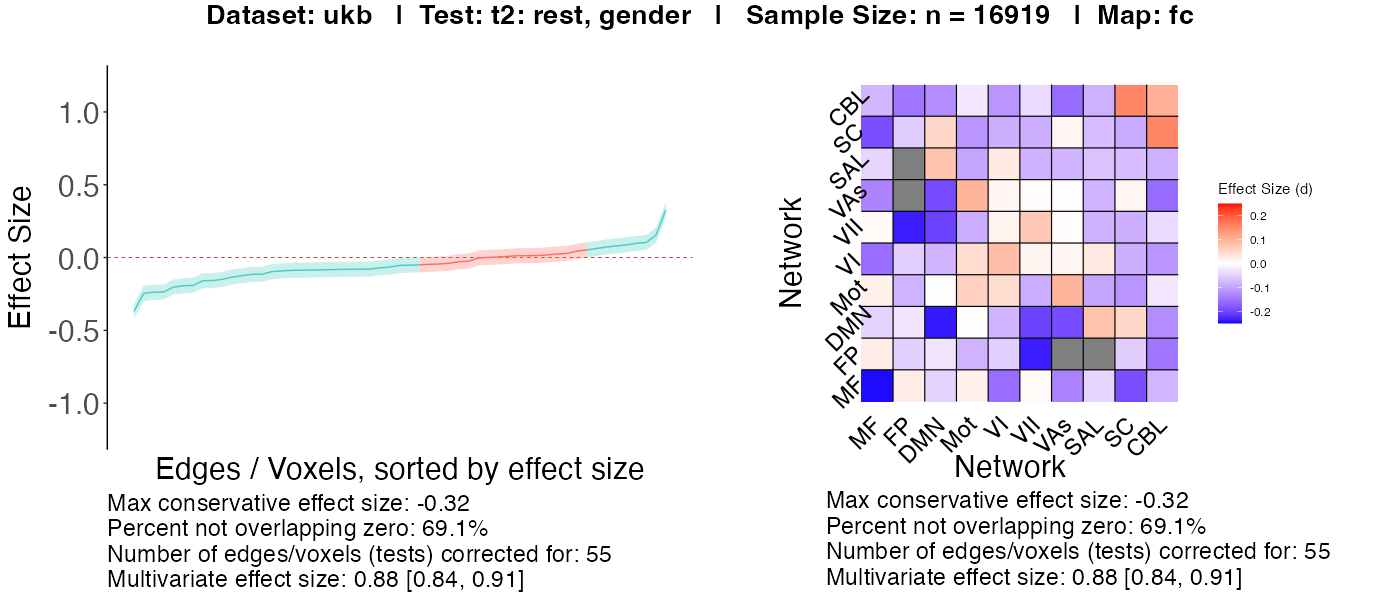 Dataset: ukb | Test: t2: rest, gender | Sample Size: n = 16919 | Map: fc
Effect Size
1.0
0.5
0.0
-0.5
-1.0
Edges / Voxels, sorted by effect size
Max conservative effect size: -0.32
Percent not overlapping zero: 69.1%
Number of edges/voxels (tests) corrected for: 55
Multivariate effect size: 0.88 [0.84, 0.91]
Network
CBL
SC
SAL
VAs
VII
VI
Mot
DMN
FP
MF
MF
FP
DMN
Mot
VI
VII
VAs
SAL
SC
CBL
Network
Effect Size (d)
0.2
0.1
0.0
-0.1
-0.2
Max conservative effect size: -0.32
Percent not overlapping zero: 69.1%
Number of edges/voxels (tests) corrected for: 55
Multivariate effect size: 0.88 [0.84, 0.91]